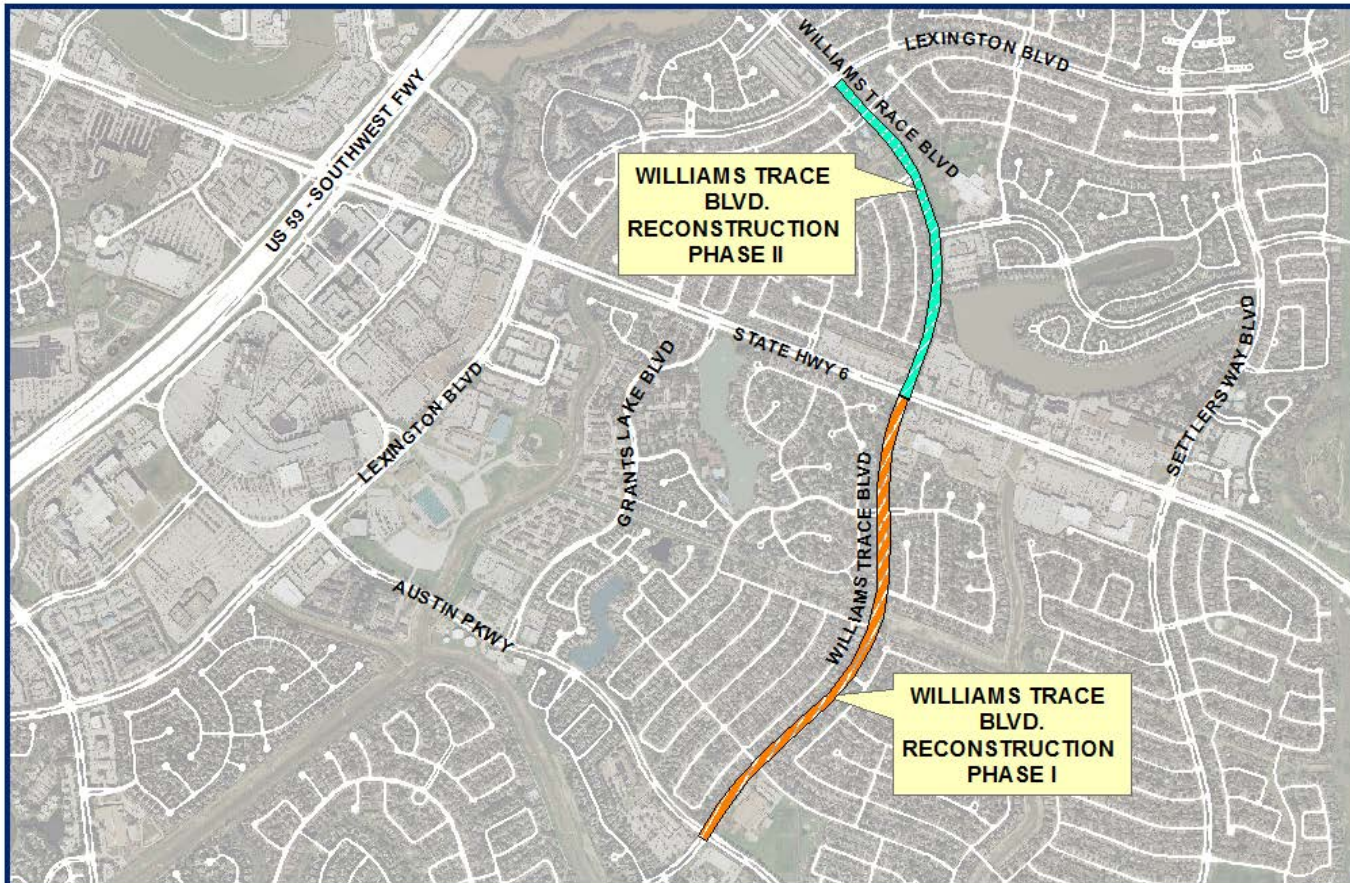 WILLIAMS TRACE BLVD
LEXINGTON BLVD
US 59 - SOUTHWEST FWY
WILLIAMS TRACE
BLVD.
RECONSTRUCTION
PHASE II
STATE HWY 6
GRANTS LAKE BLVD
LEXINGTON BLVD
SETTLERS WAY BLVD
WILLIAMS TRACE BLVD
AUSTIN PKWY
WILLIAMS TRACE
BLVD.
RECONSTRUCTION
PHASE I